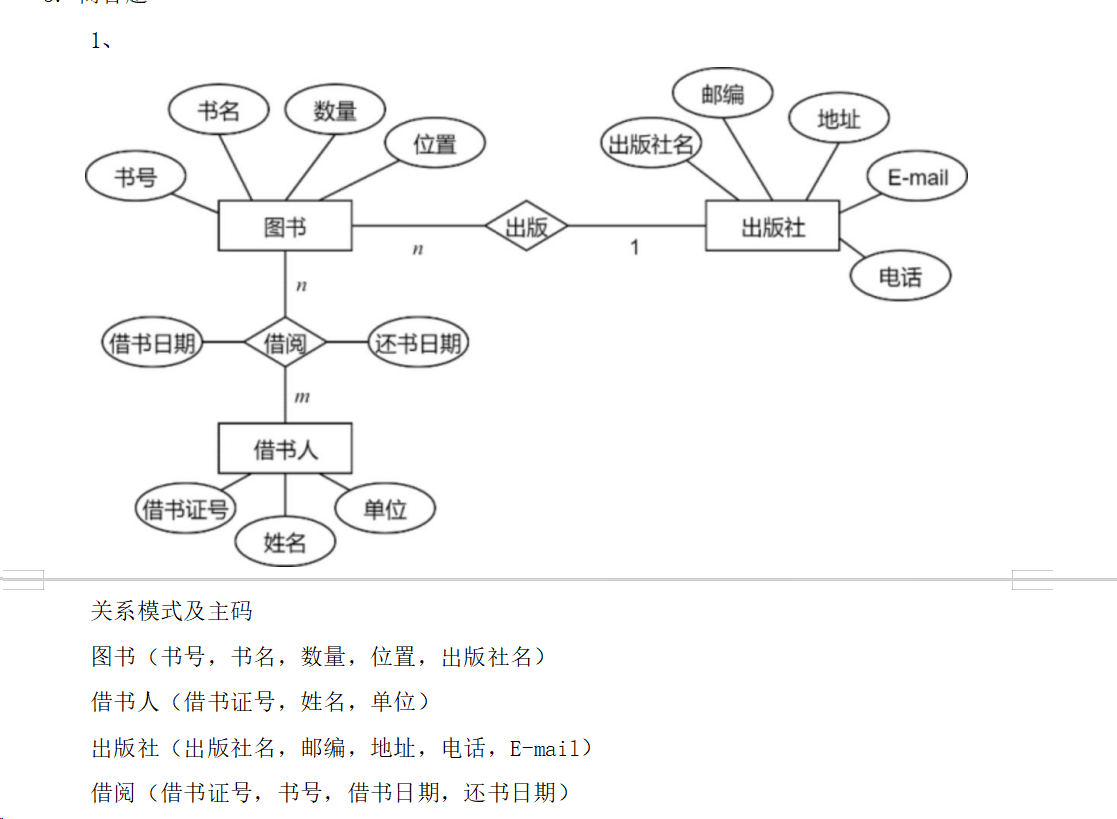 1、
书名
数量
位置
书号
图书
n
出版
1
出版社
邮编
地址
出版社名
E-mail
电话
n
借书日期
借阅
还书日期
m
借书人
借书证号
姓名
单位
关系模式及主码
图书（书号，书名，数量，位置，出版社名）
借书人（借书证号，姓名，单位）
出版社（出版社名，邮编，地址，电话，E-mail）
借阅（借书证号，书号，借书日期，还书日期）